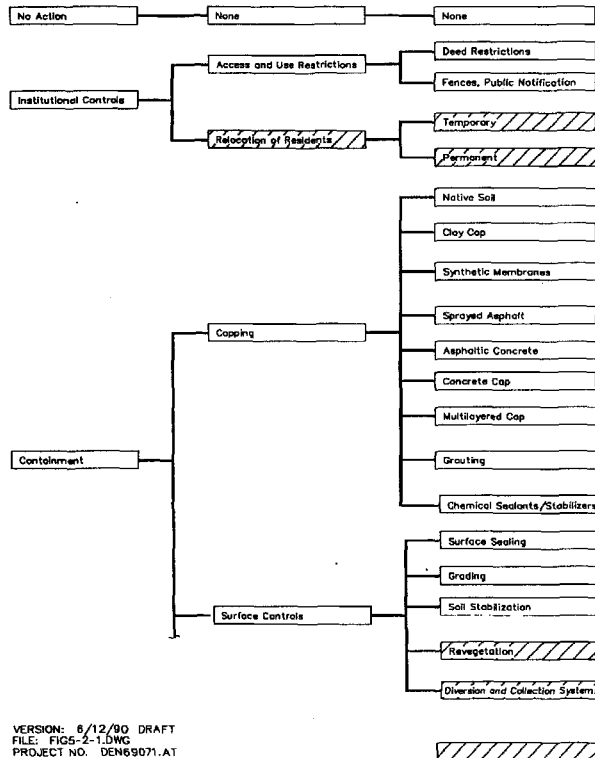 No Action
None
None
Institutional Controls
Access and Use Restrictions
Deed Restrictions
Fences, Public Notification
Relocation of Residents
Temporary
Permanent
Containment
Capping
Native Soil
Clay Cap
Synthetic Membranes
Sprayed Asphalt
Asphaltic Concrete
Concrete Cap
Multilayered Cap
Grouting
Chemical Sealants/Stabilizers
Surface Controls
Surface Sealing
Grading
Soil Stabilization
Revegetation
Diversion and Collection Systems
VERSION: 6/12/90 DRAFT
FILE: FIG5-2-1.DWG
PROJECT NO. DEN69071.AT